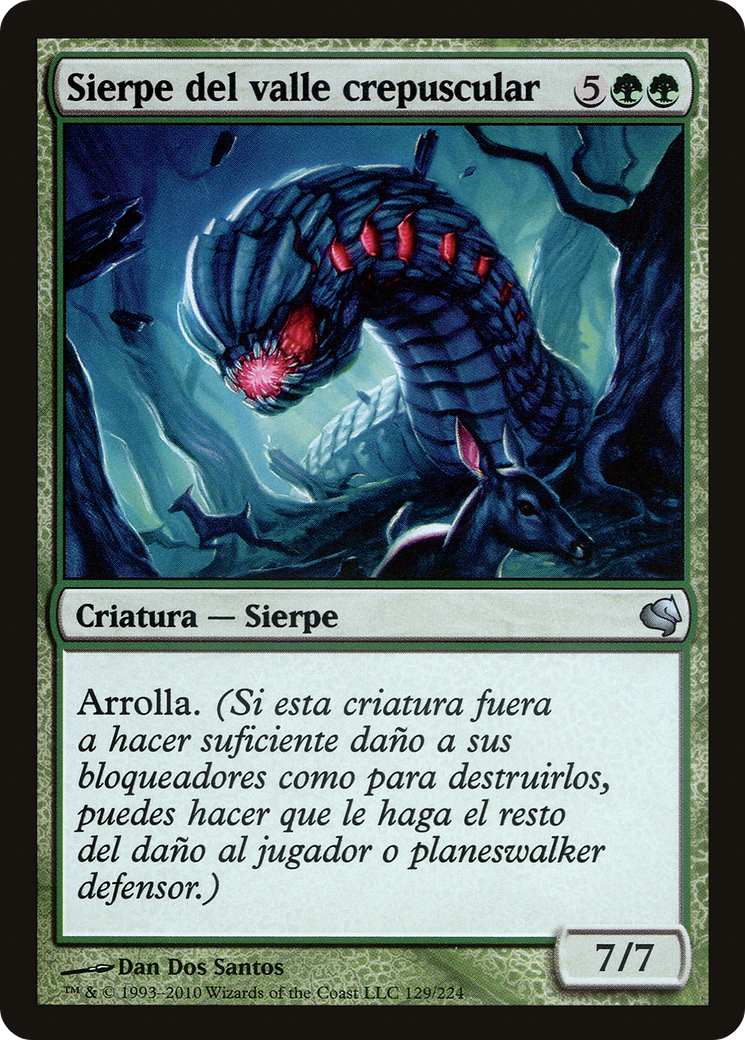 Sierpe del valle crepuscular 5
Criatura — Sierpe
Arrolla. (Si esta criatura fuera
a hacer suficiente daño a sus
bloqueadores como para destruirlos,
puedes hacer que le haga el resto
del daño al jugador o planeswalker
defensor.)
7/7
Dan Dos Santos
™ & © 1993–2010 Wizards of the Coast LLC 129/224